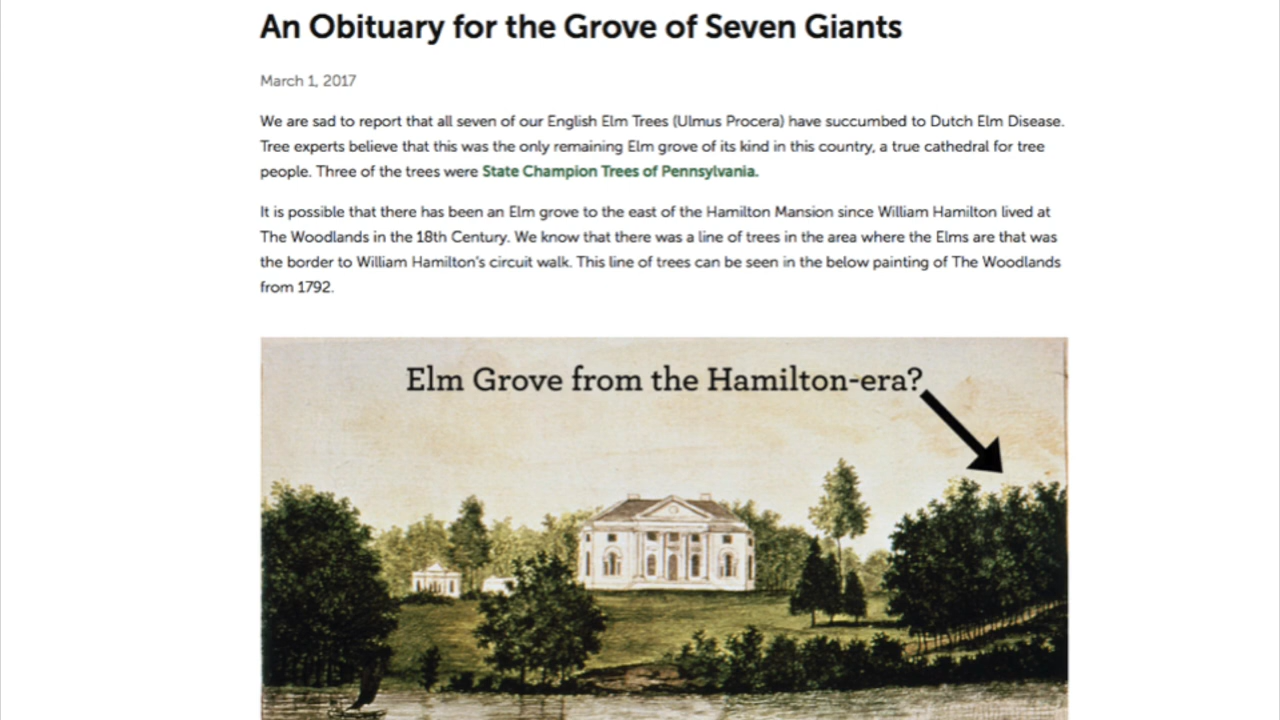 An Obituary for the Grove of Seven Giants
March 1, 2017
We are sad to report that all seven of our English Elm Trees (Ulmus Procera) have succumbed to Dutch Elm Disease.
Tree experts believe that this was the only remaining Elm grove of its kind in this country, a true cathedral for tree
people. Three of the trees were State Champion Trees of Pennsylvania.
It is possible that there has been an Elm grove to the east of the Hamilton Mansion since William Hamilton lived at
The Woodlands in the 18th Century. We know that there was a line of trees in the area where the Elms are that was
the border to William Hamilton's circuit walk. This line of trees can be seen in the below painting of The Woodlands
from 1792.
Elm Grove from the Hamilton-era?